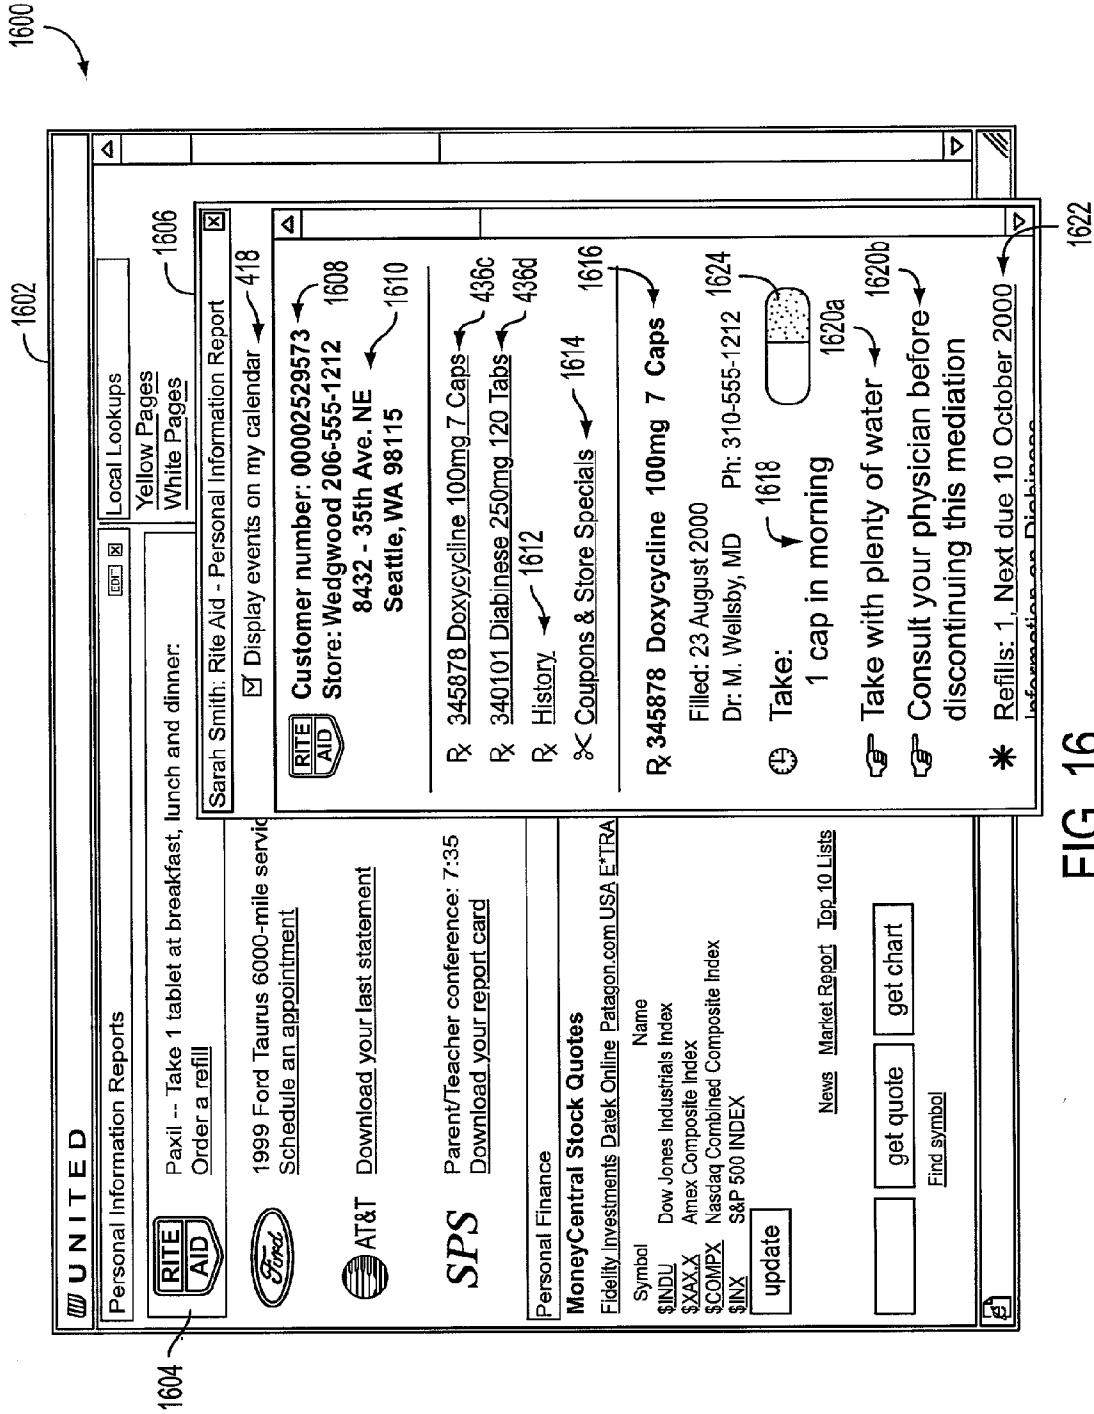 1600
1602
UNITED
Personal Information Reports
EDIT X
Local Lookups
Yellow Pages
White Pages
1604
RITE
AID
Paxil -- Take 1 tablet at breakfast, lunch and dinner:
Order a refill
Ford
1999 Ford Taurus 6000-mile servic
Schedule an appointment
AT&T
Download your last statement
SPS
Parent/Teacher conference: 7:35
Download your report card
Personal Finance
MoneyCentral Stock Quotes
Fidelity Investments Datek Online Patagon.com USA E*TRA
Symbol Name
$INDU Dow Jones Industrials Index
$XAX.X Amex Composite Index
$COMPX Nasdaq Combined Composite Index
$INX S&P 500 INDEX
update
News Market Report Top 10 Lists
get quote get chart
Find symbol
1606
Sarah Smith: Rite Aid - Personal Information Report X
Display events on my calendar 418
RITE
AID
Customer number: 00002529573 1608
Store: Wedgwood 206-555-1212
8432 - 35th Ave. NE 1610
Seattle, WA 98115
Rx 345878 Doxycycline 100mg 7 Caps 436c
Rx 340101 Diabinese 250mg 120 Tabs 436d
Rx History 1612
Coupons & Store Specials 1614
1616
Rx 345878 Doxycycline 100mg 7 Caps
Filled: 23 August 2000
Dr: M. Wellsby, MD Ph: 310-555-1212 1624
Take: 1618
1 cap in morning
1620a
Take with plenty of water 1620b
Consult your physician before
discontinuing this mediation
Refills: 1, Next due 10 October 2000
Information on
1622
FIG. 16